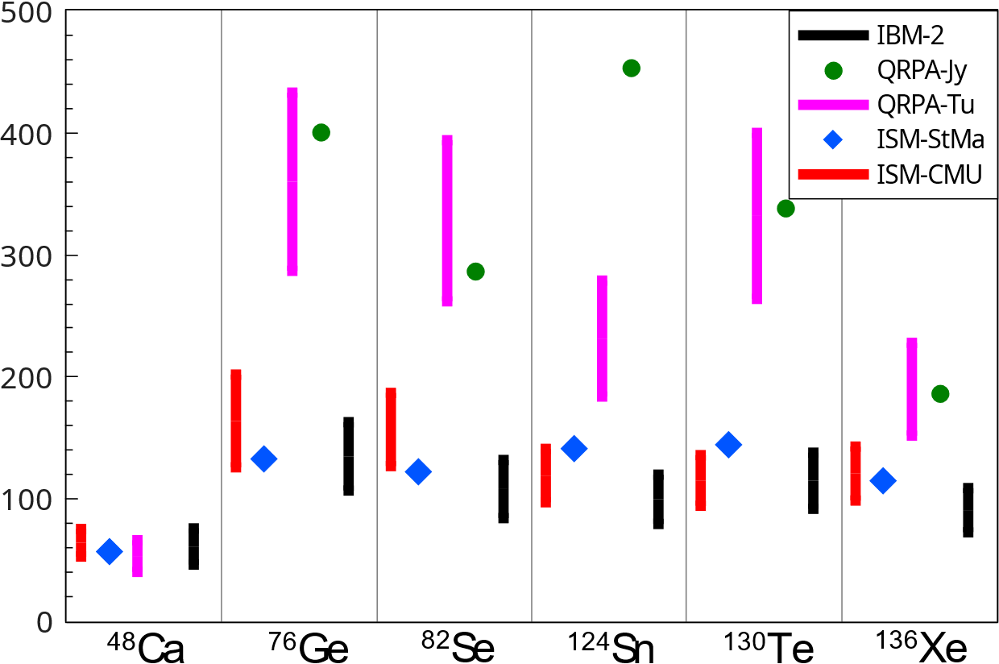 500
400
300
200
100
0
IBM-2
QRPA-Jy
QRPA-Tu
ISM-StMa
ISM-CMU
⁴⁸Ca ⁷⁶Ge ⁸²Se ¹²⁴Sn ¹³⁰Te ¹³⁶Xe